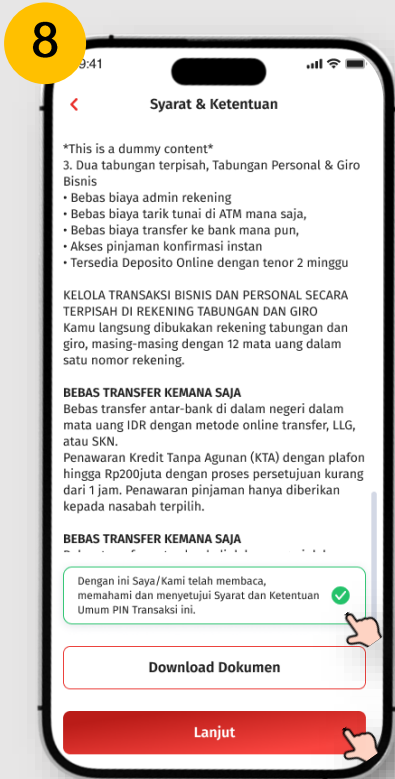 8
9:41
Syarat & Ketentuan
*This is a dummy content*
3. Dua tabungan terpisah, Tabungan Personal & Giro
Bisnis
• Bebas biaya admin rekening
• Bebas biaya tarik tunai di ATM mana saja,
• Bebas biaya transfer ke bank mana pun,
• Akses pinjaman konfirmasi instan
• Tersedia Deposito Online dengan tenor 2 minggu
KELOLA TRANSAKSI BISNIS DAN PERSONAL SECARA
TERPISAH DI REKENING TABUNGAN DAN GIRO
Kamu langsung dibukakan rekening tabungan dan
giro, masing-masing dengan 12 mata uang dalam
satu nomor rekening.
BEBAS TRANSFER KEMANA SAJA
Bebas transfer antar-bank di dalam negeri dalam
mata uang IDR dengan metode online transfer, LLG,
atau SKN.
Penawaran Kredit Tanpa Agunan (KTA) dengan plafon
hingga Rp200juta dengan proses persetujuan kurang
dari 1 jam. Penawaran pinjaman hanya diberikan
kepada nasabah terpilih.
BEBAS TRANSFER KEMANA SAJA
Dengan ini Saya/Kami telah membaca,
memahami dan menyetujui Syarat dan Ketentuan
Umum PIN Transaksi ini.
Download Dokumen
Lanjut